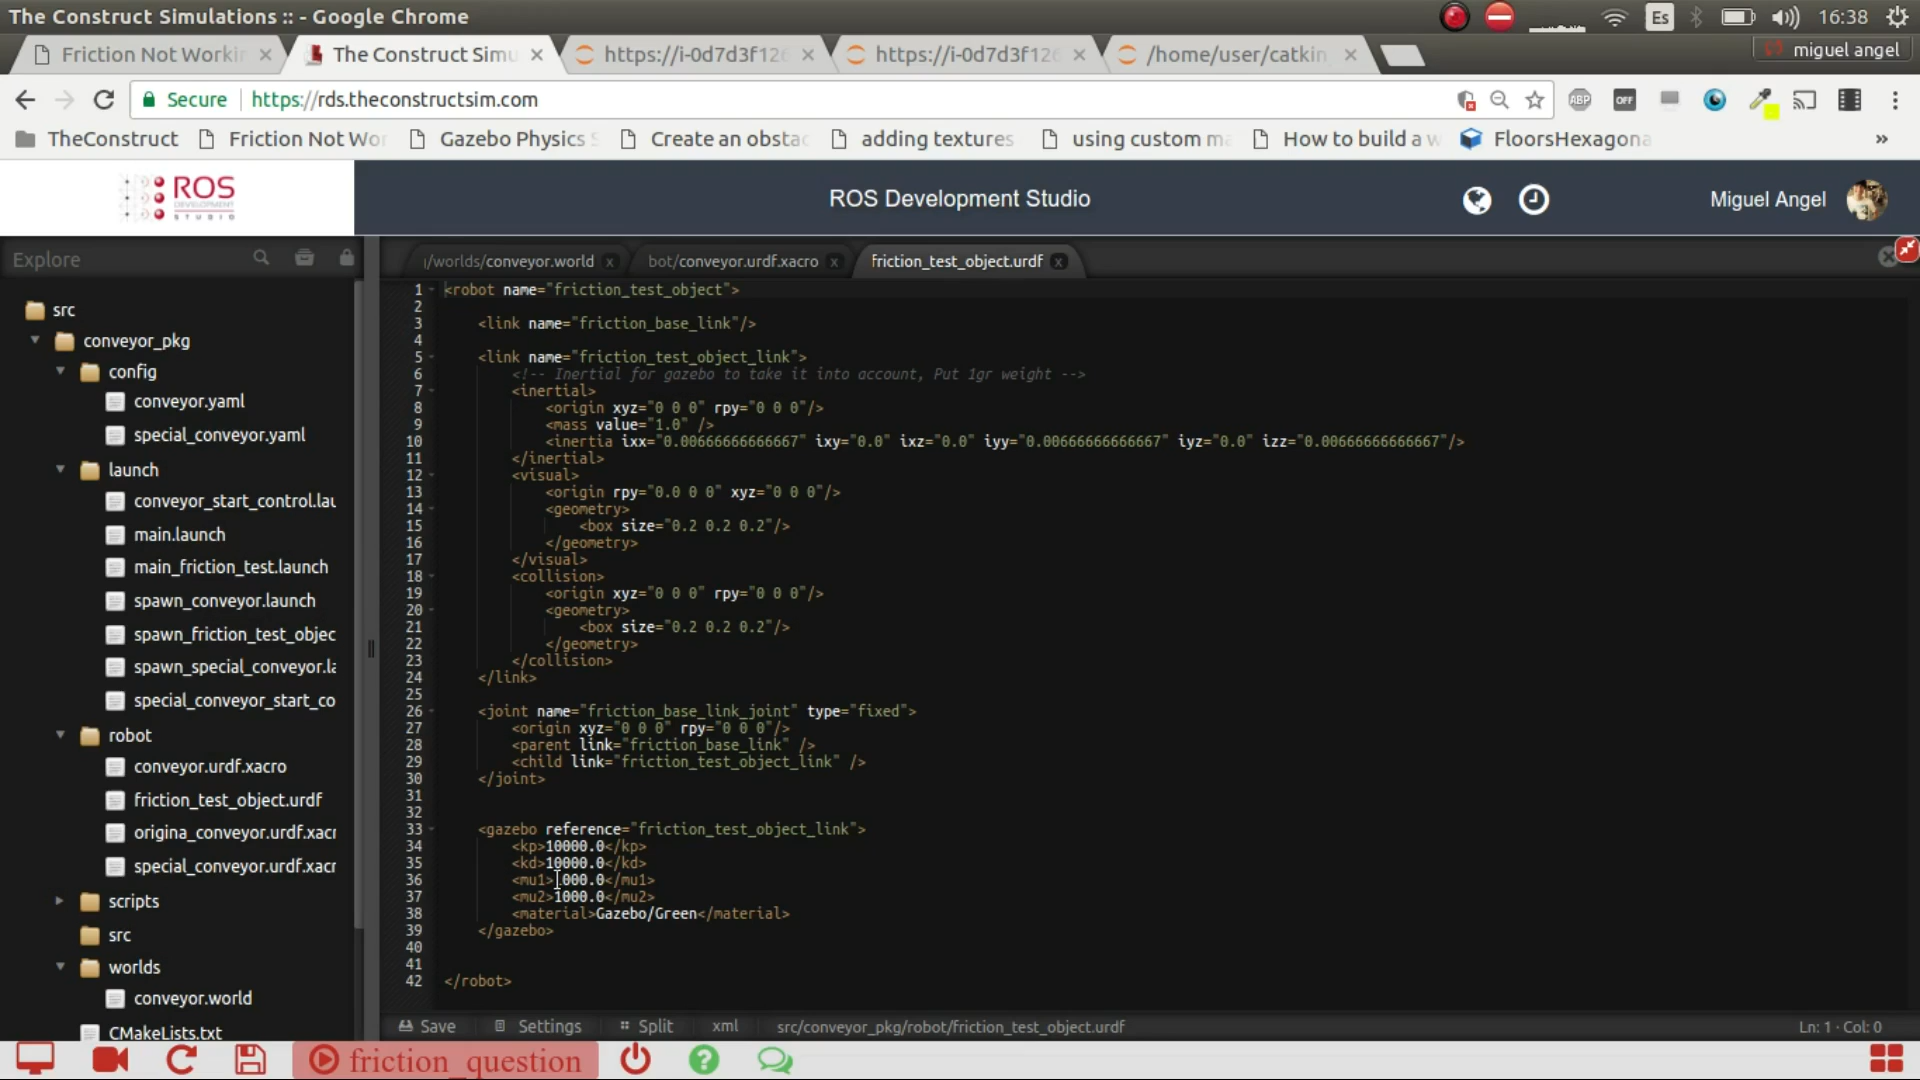 The Construct Simulations :: - Google Chrome
Es
16:38
Friction Not Workin
The Construct Simu
https://i-0d7d3f126
https://i-0d7d3f126
/home/user/catkin
miguel angel
Secure
https://rds.theconstructsim.com
ABP
OFF
TheConstruct
Friction Not Wor
Gazebo Physics S
Create an obstac
adding textures
using custom ma
How to build a w
FloorsHexagona
»
ROS
DEVELOPMENT
STUDIO
ROS Development Studio
Miguel Angel
Explore
/worlds/conveyor.world x
bot/conveyor.urdf.xacro x
friction_test_object.urdf x
src
conveyor_pkg
config
conveyor.yaml
special_conveyor.yaml
launch
conveyor_start_control.lau
main.launch
main_friction_test.launch
spawn_conveyor.launch
spawn_friction_test_objec
spawn_special_conveyor.la
special_conveyor_start_co
robot
conveyor.urdf.xacro
friction_test_object.urdf
origina_conveyor.urdf.xacr
special_conveyor.urdf.xacr
scripts
src
worlds
conveyor.world
CMakeLists.txt
1 <robot name="friction_test_object">
2
3 <link name="friction_base_link"/>
4
5 <link name="friction_test_object_link">
6 <!-- Inertial for gazebo to take it into account, Put 1gr weight -->
7 <inertial>
8 <origin xyz="0 0 0" rpy="0 0 0"/>
9 <mass value="1.0" />
10 <inertia ixx="0.00666666666667" ixy="0.0" ixz="0.0" iyy="0.00666666666667" iyz="0.0" izz="0.00666666666667"/>
11 </inertial>
12 <visual>
13 <origin rpy="0.0 0 0" xyz="0 0 0"/>
14 <geometry>
15 <box size="0.2 0.2 0.2"/>
16 </geometry>
17 </visual>
18 <collision>
19 <origin xyz="0 0 0" rpy="0 0 0"/>
20 <geometry>
21 <box size="0.2 0.2 0.2"/>
22 </geometry>
23 </collision>
24 </link>
25
26 <joint name="friction_base_link_joint" type="fixed">
27 <origin xyz="0 0 0" rpy="0 0 0"/>
28 <parent link="friction_base_link" />
29 <child link="friction_test_object_link" />
30 </joint>
31
32
33 <gazebo reference="friction_test_object_link">
34 <kp>10000.0</kp>
35 <kd>10000.0</kd>
36 <mu1>1000.0</mu1>
37 <mu2>1000.0</mu2>
38 <material>Gazebo/Green</material>
39 </gazebo>
40
41
42 </robot>
Save
Settings
Split
xml
src/conveyor_pkg/robot/friction_test_object.urdf
Ln: 1 · Col: 0
friction_question
?